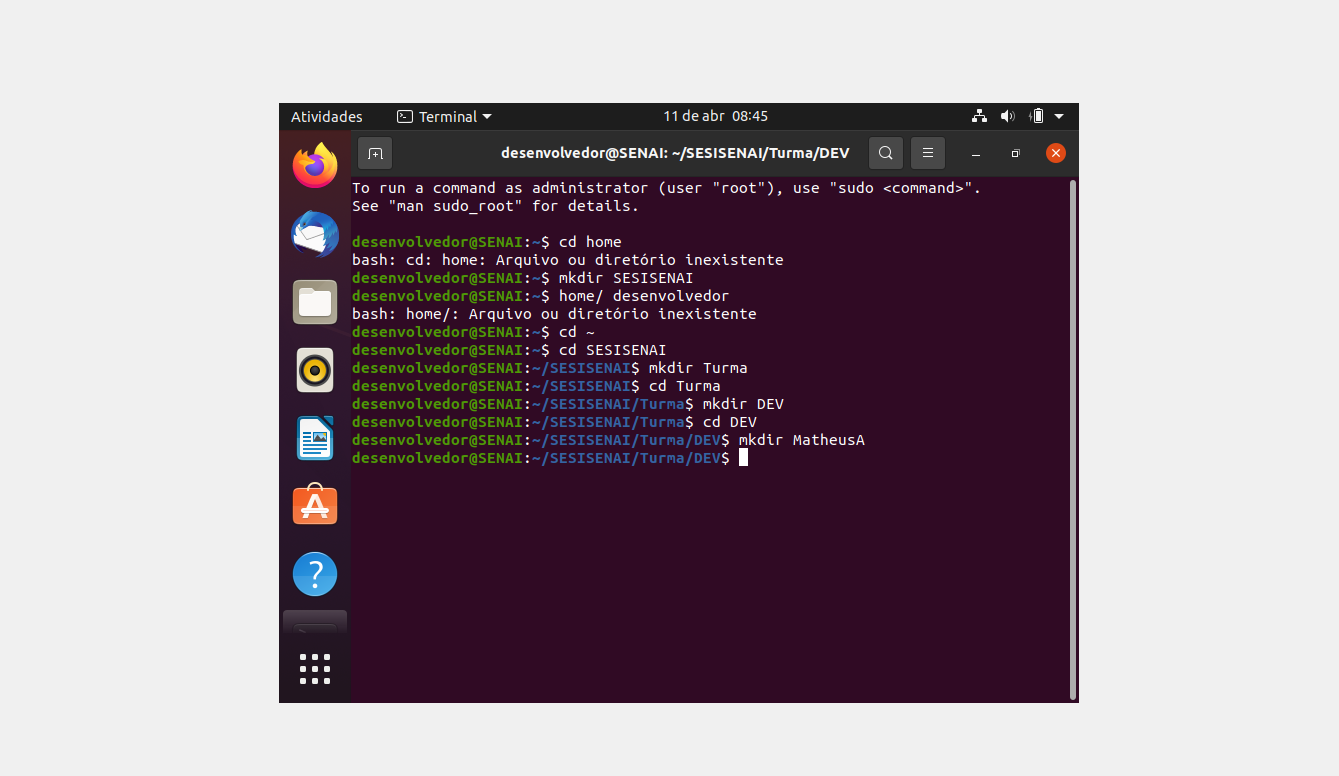 Atividades
Terminal
11 de abr 08:45
desenvolvedor@SENAI: ~/SESISENAI/Turma/DEV
To run a command as administrator (user "root"), use "sudo <command>".
See "man sudo_root" for details.
desenvolvedor@SENAI:~$ cd home
bash: cd: home: Arquivo ou diretório inexistente
desenvolvedor@SENAI:~$ mkdir SESISENAI
desenvolvedor@SENAI:~$ home/ desenvolvedor
bash: home/: Arquivo ou diretório inexistente
desenvolvedor@SENAI:~$ cd ~
desenvolvedor@SENAI:~$ cd SESISENAI
desenvolvedor@SENAI:~/SESISENAI$ mkdir Turma
desenvolvedor@SENAI:~/SESISENAI$ cd Turma
desenvolvedor@SENAI:~/SESISENAI/Turma$ mkdir DEV
desenvolvedor@SENAI:~/SESISENAI/Turma$ cd DEV
desenvolvedor@SENAI:~/SESISENAI/Turma/DEV$ mkdir MatheusA
desenvolvedor@SENAI:~/SESISENAI/Turma/DEV$